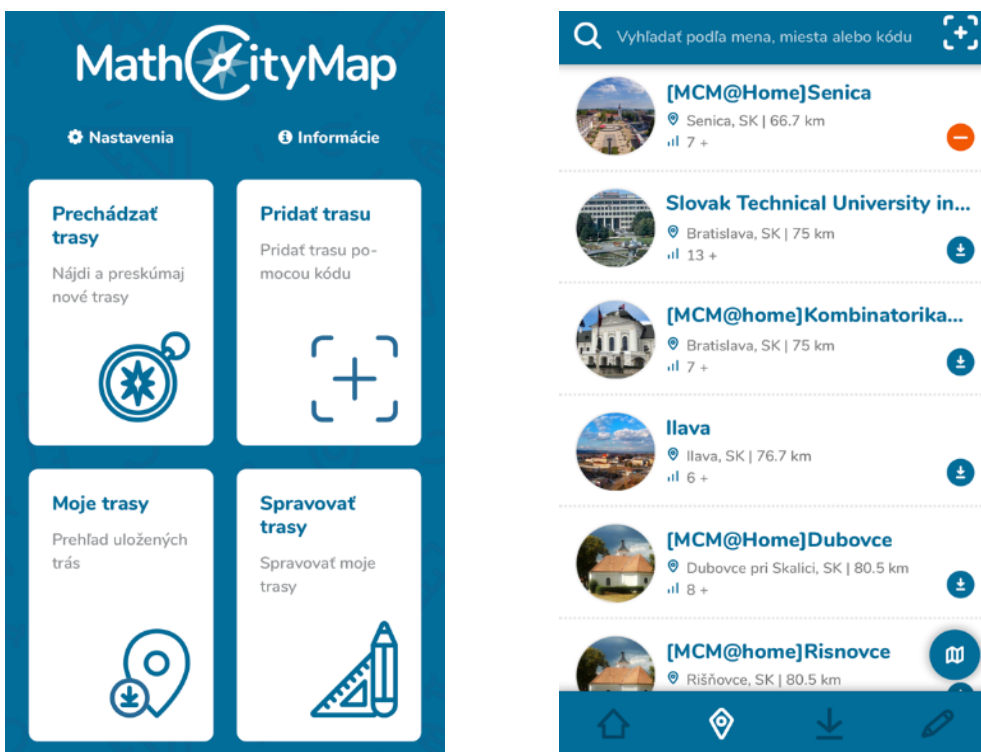 MathCityMap
Nastavenia
Informácie
Prechádzať
trasy
Nájdi a preskúmaj
nové trasy
Pridať trasu
Pridať trasu po-
mocou kódu
Moje trasy
Prehľad uložených
trás
Spravovať
trasy
Spravovať moje
trasy
Vyhľadať podľa mena, miesta alebo kódu
[MCM@Home]Senica
Senica, SK | 66.7 km
7 +
Slovak Technical University in...
Bratislava, SK | 75 km
13 +
[MCM@home]Kombinatorika...
Bratislava, SK | 75 km
7 +
Ilava
Ilava, SK | 76.7 km
6 +
[MCM@Home]Dubovce
Dubovce pri Skalici, SK | 80.5 km
8 +
[MCM@home]Risnovce
Rišňovce, SK | 80.5 km